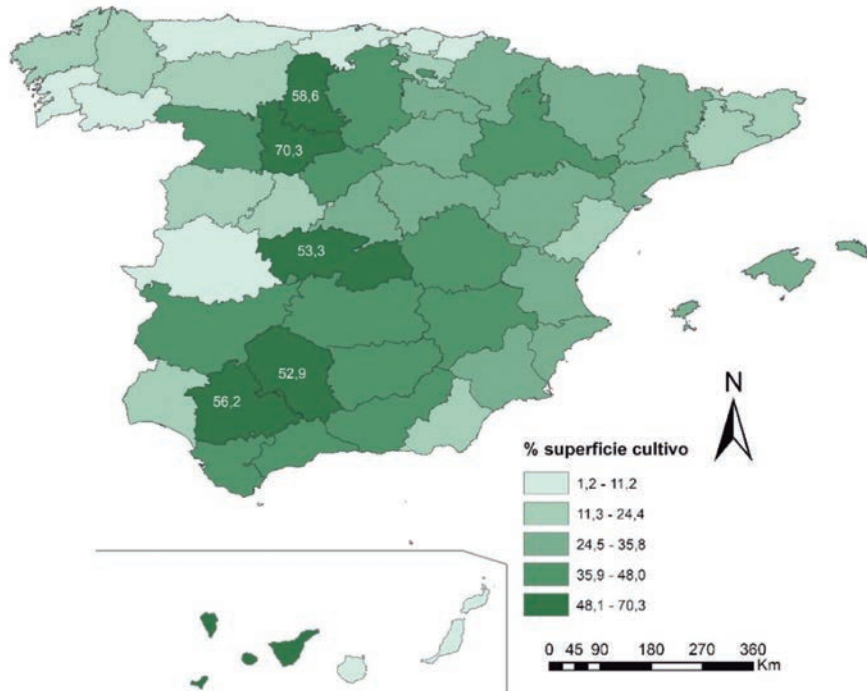 58,6
70,3
53,3
52,9
56,2
N
% superficie cultivo
1,2 - 11,2
11,3 - 24,4
24,5 - 35,8
35,9 - 48,0
48,1 - 70,3
0 45 90 180 270 360
Km